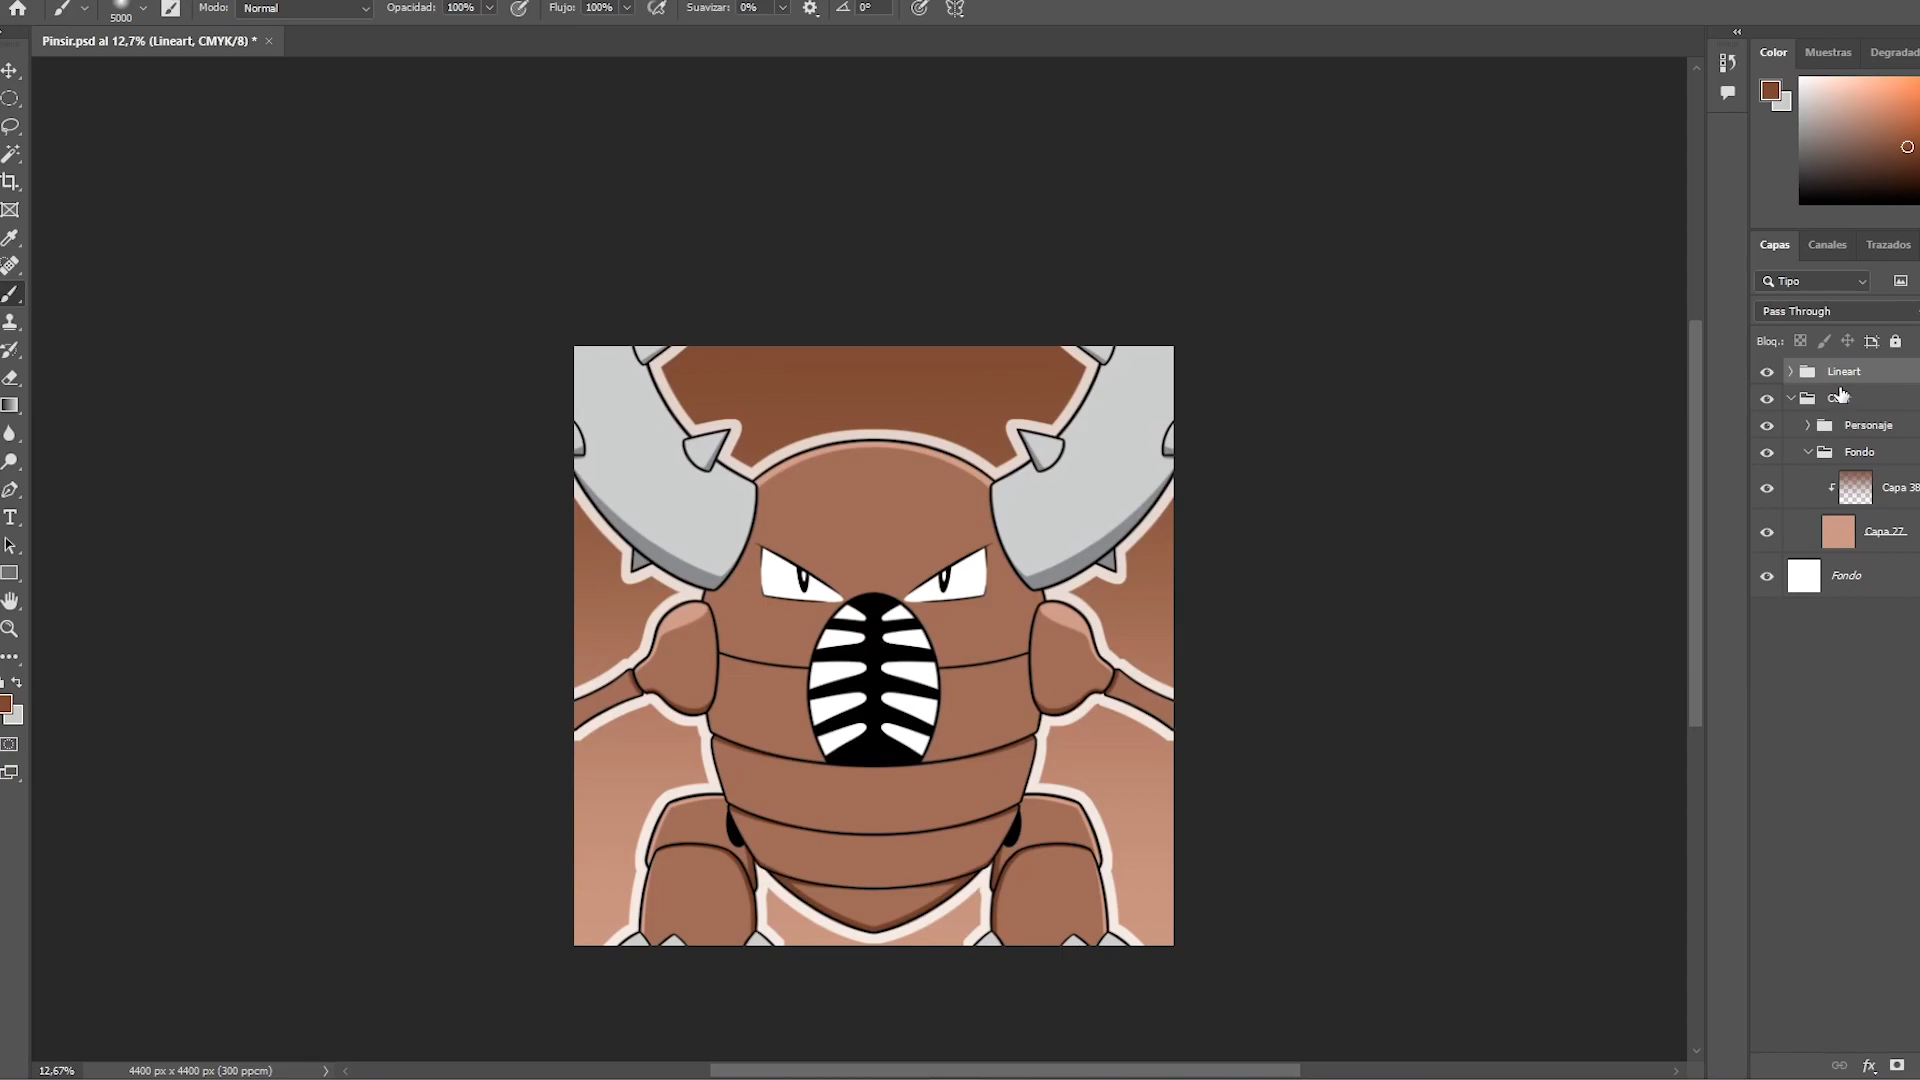 5000 Modo: Normal Opacidad: 100% Flujo: 100% Suavizar: 0% 0°
Pinsir.psd al 12,7% (Lineart, CMYK/8) *
Color Muestras Degradad
Capas Canales Trazados
Tipo
Pass Through
Bloq.:
Lineart
Personaje
Fondo
Capa 38
Capa 27
Fondo
fx
12,67% 4400 px x 4400 px (300 ppcm)